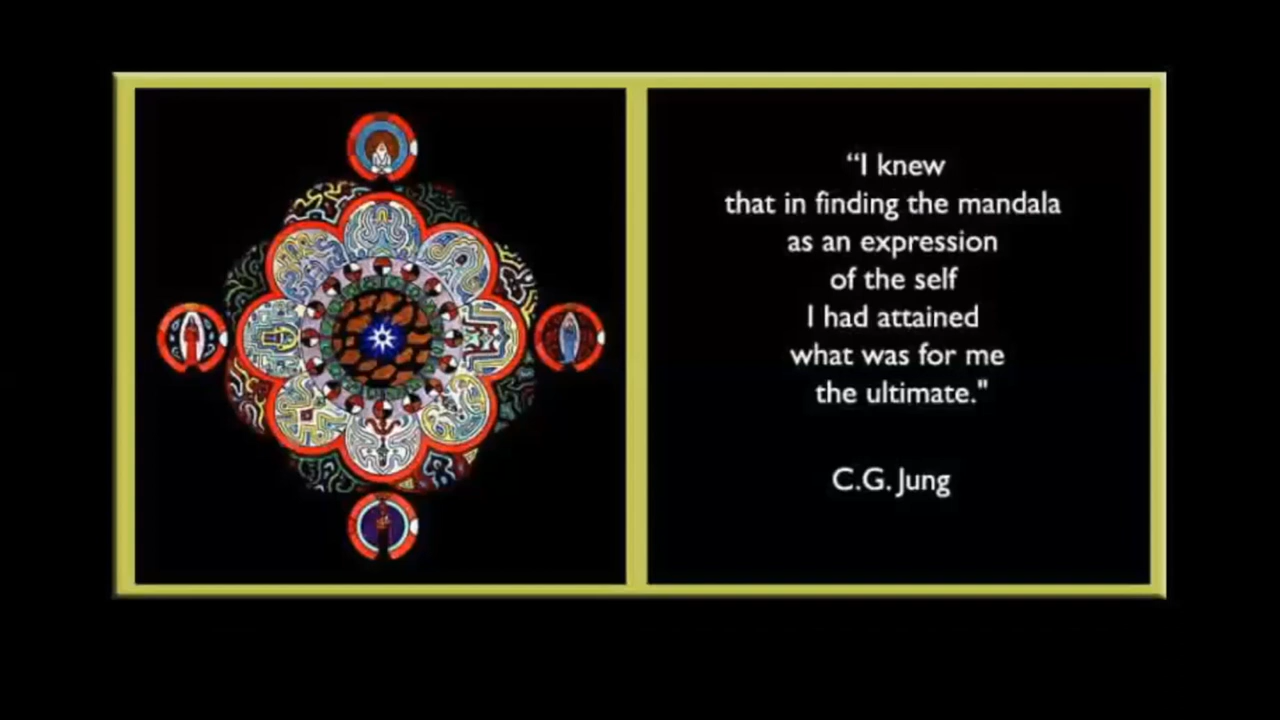 “I knew
that in finding the mandala
as an expression
of the self
I had attained
what was for me
the ultimate."
C.G. Jung